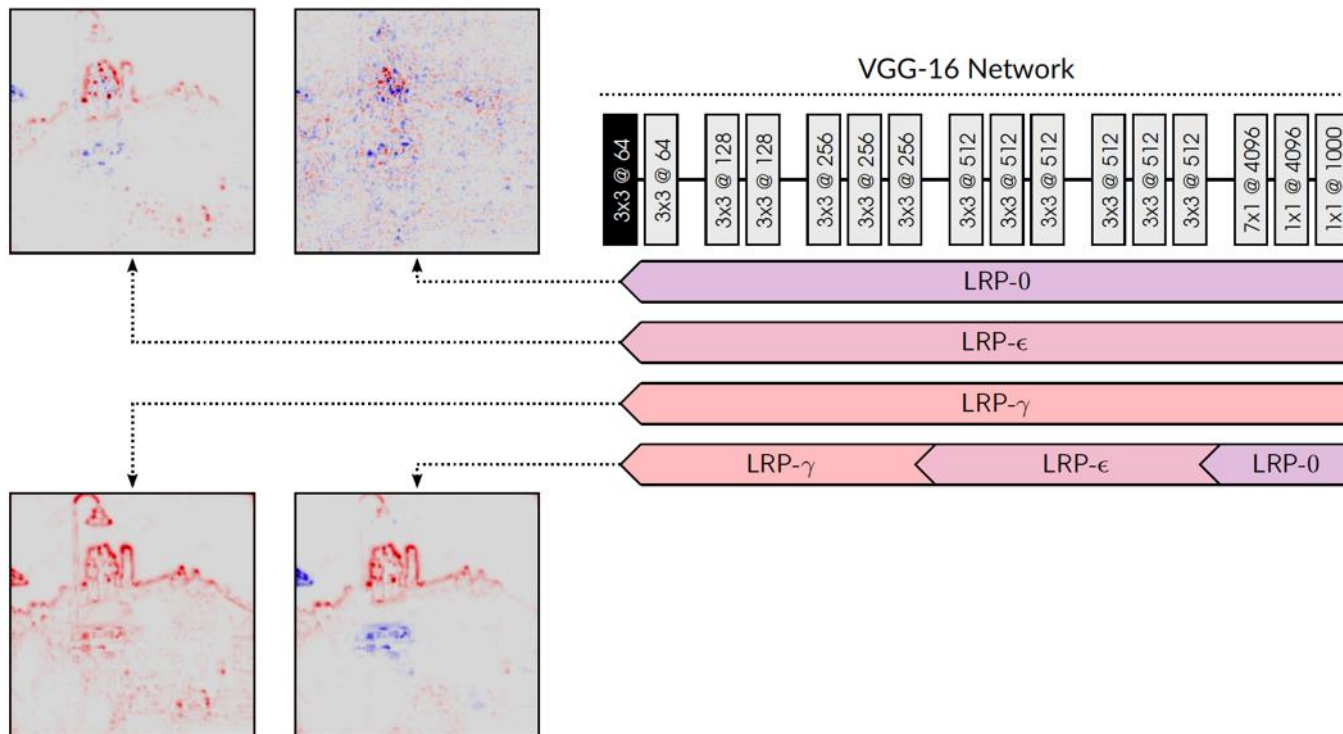 VGG-16 Network
3x3 @ 64
3x3 @ 64
3x3 @ 128
3x3 @ 128
3x3 @ 256
3x3 @ 256
3x3 @ 256
3x3 @ 512
3x3 @ 512
3x3 @ 512
3x3 @ 512
3x3 @ 512
3x3 @ 512
7x1 @ 4096
1x1 @ 4096
1x1 @ 1000
LRP-0
LRP-ϵ
LRP-γ
LRP-γ LRP-ϵ LRP-0